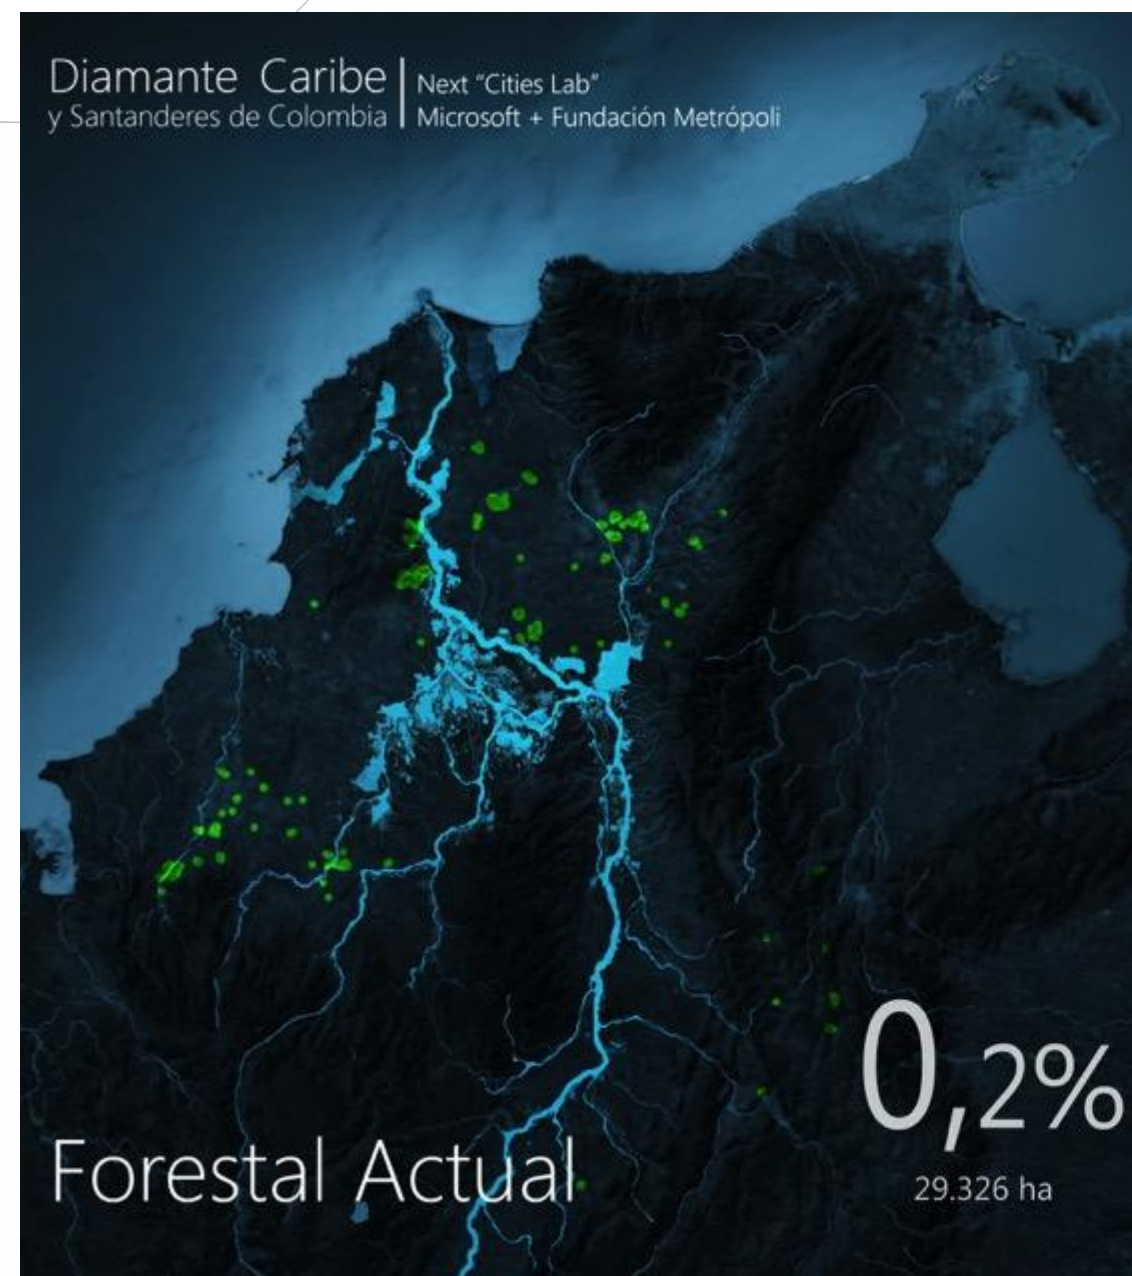 Diamante Caribe
y Santanderes de Colombia
Next "Cities Lab"
Microsoft + Fundación Metrópoli
0,2%
29.326 ha
Forestal Actual